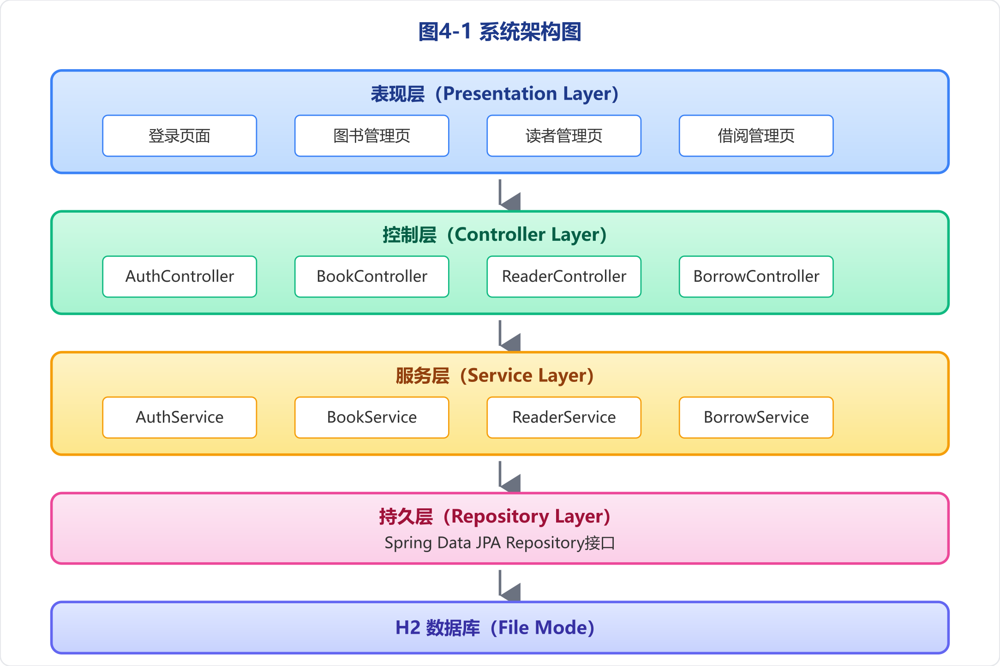 图4-1 系统架构图
表现层（Presentation Layer）
登录页面 图书管理页 读者管理页 借阅管理页
控制层（Controller Layer）
AuthController BookController ReaderController BorrowController
服务层（Service Layer）
AuthService BookService ReaderService BorrowService
持久层（Repository Layer）
Spring Data JPA Repository接口
H2 数据库（File Mode）